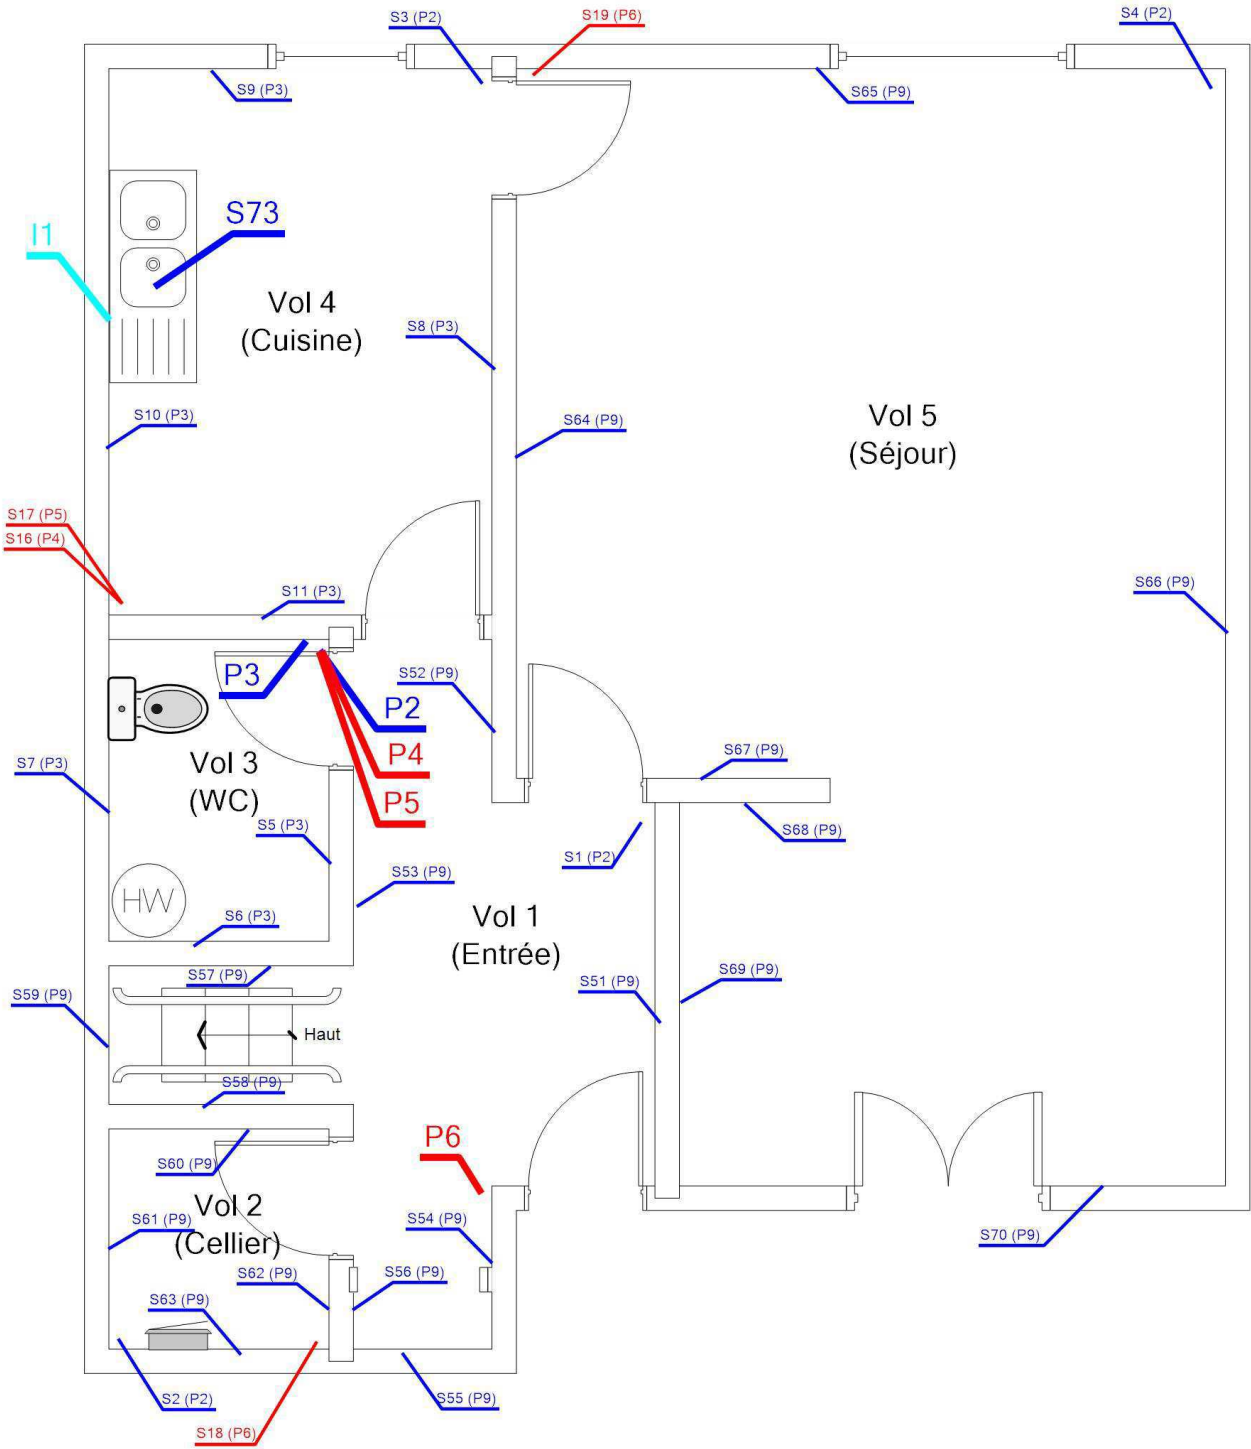 S3 (P2)
S19 (P6)
S4 (P2)
S9 (P3)
S65 (P9)
I1
S73
Vol 4
(Cuisine)
S8 (P3)
S10 (P3)
S64 (P9)
Vol 5
(Séjour)
S17 (P5)
S16 (P4)
S11 (P3)
S66 (P9)
P3
S52 (P9)
P2
P4
P5
S7 (P3)
Vol 3
(WC)
S67 (P9)
S5 (P3)
S68 (P9)
S1 (P2)
S53 (P9)
HW
S6 (P3)
Vol 1
(Entrée)
S57 (P9)
S51 (P9)
S69 (P9)
S59 (P9)
Haut
S58 (P9)
P6
S60 (P9)
Vol 2
(Cellier)
S61 (P9)
S54 (P9)
S70 (P9)
S62 (P9)
S56 (P9)
S63 (P9)
S2 (P2)
S55 (P9)
S18 (P6)